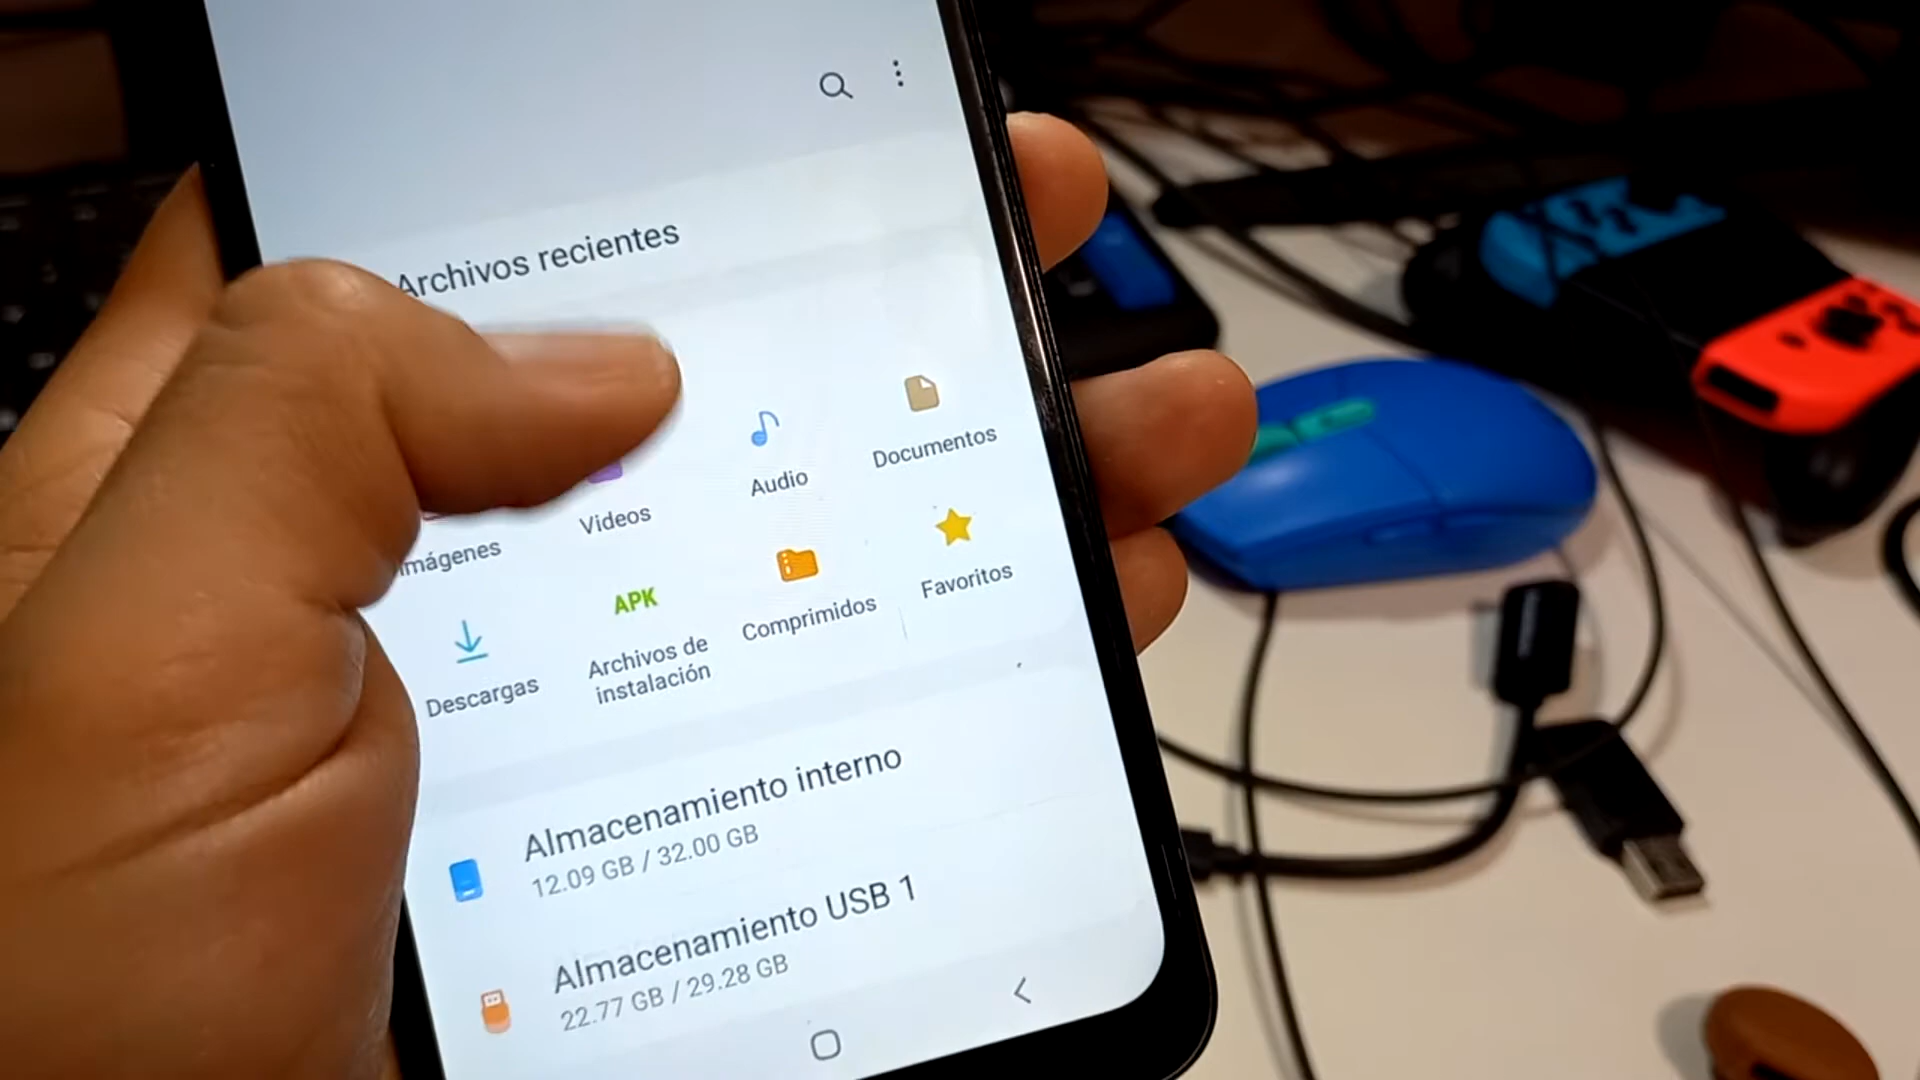 Archivos recientes
Imágenes
Videos
Audio
Documentos
Descargas
APK
Archivos de
instalación
Comprimidos
Favoritos
Almacenamiento interno
12.09 GB / 32.00 GB
Almacenamiento USB 1
22.77 GB / 29.28 GB